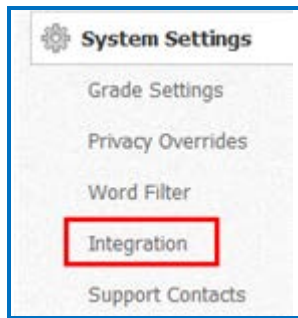 System Settings
Grade Settings
Privacy Overrides
Word Filter
Integration
Support Contacts